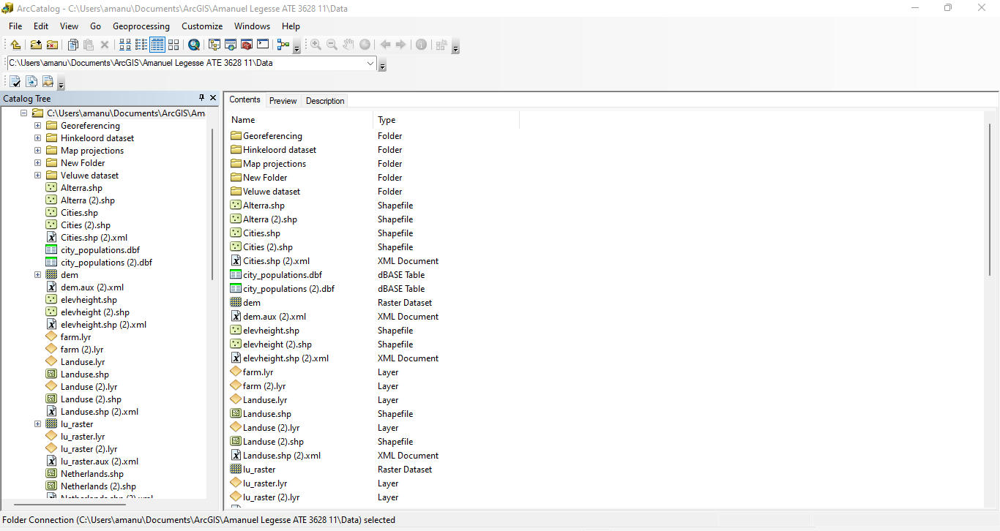 ArcCatalog - C:\Users\amanu\Documents\ArcGIS\Amanuel Legesse ATE 3628 11\Data
File Edit View Go Geoprocessing Customize Windows Help
C:\Users\amanu\Documents\ArcGIS\Amanuel Legesse ATE 3628 11\Data
Catalog Tree
C:\Users\amanu\Documents\ArcGIS\Am
Georeferencing
Hinkeloord dataset
Map projections
New Folder
Veluwe dataset
Alterra.shp
Alterra (2).shp
Cities.shp
Cities (2).shp
Cities.shp (2).xml
city_populations.dbf
city_populations (2).dbf
dem
dem.aux (2).xml
elevheight.shp
elevheight (2).shp
elevheight.shp (2).xml
farm.lyr
farm (2).lyr
Landuse.lyr
Landuse.shp
Landuse (2).lyr
Landuse (2).shp
Landuse.shp (2).xml
lu_raster
lu_raster.lyr
lu_raster (2).lyr
lu_raster.aux (2).xml
Netherlands.shp
Netherlands (2).shp
Netherlands.shp (2).xml
Contents Preview Description
Name Type
Georeferencing Folder
Hinkeloord dataset Folder
Map projections Folder
New Folder Folder
Veluwe dataset Folder
Alterra.shp Shapefile
Alterra (2).shp Shapefile
Cities.shp Shapefile
Cities (2).shp Shapefile
Cities.shp (2).xml XML Document
city_populations.dbf dBASE Table
city_populations (2).dbf dBASE Table
dem Raster Dataset
dem.aux (2).xml XML Document
elevheight.shp Shapefile
elevheight (2).shp Shapefile
elevheight.shp (2).xml XML Document
farm.lyr Layer
farm (2).lyr Layer
Landuse.lyr Layer
Landuse.shp Shapefile
Landuse (2).lyr Layer
Landuse (2).shp Shapefile
Landuse.shp (2).xml XML Document
lu_raster Raster Dataset
lu_raster.lyr Layer
lu_raster (2).lyr Layer
Folder Connection (C:\Users\amanu\Documents\ArcGIS\Amanuel Legesse ATE 3628 11\Data) selected